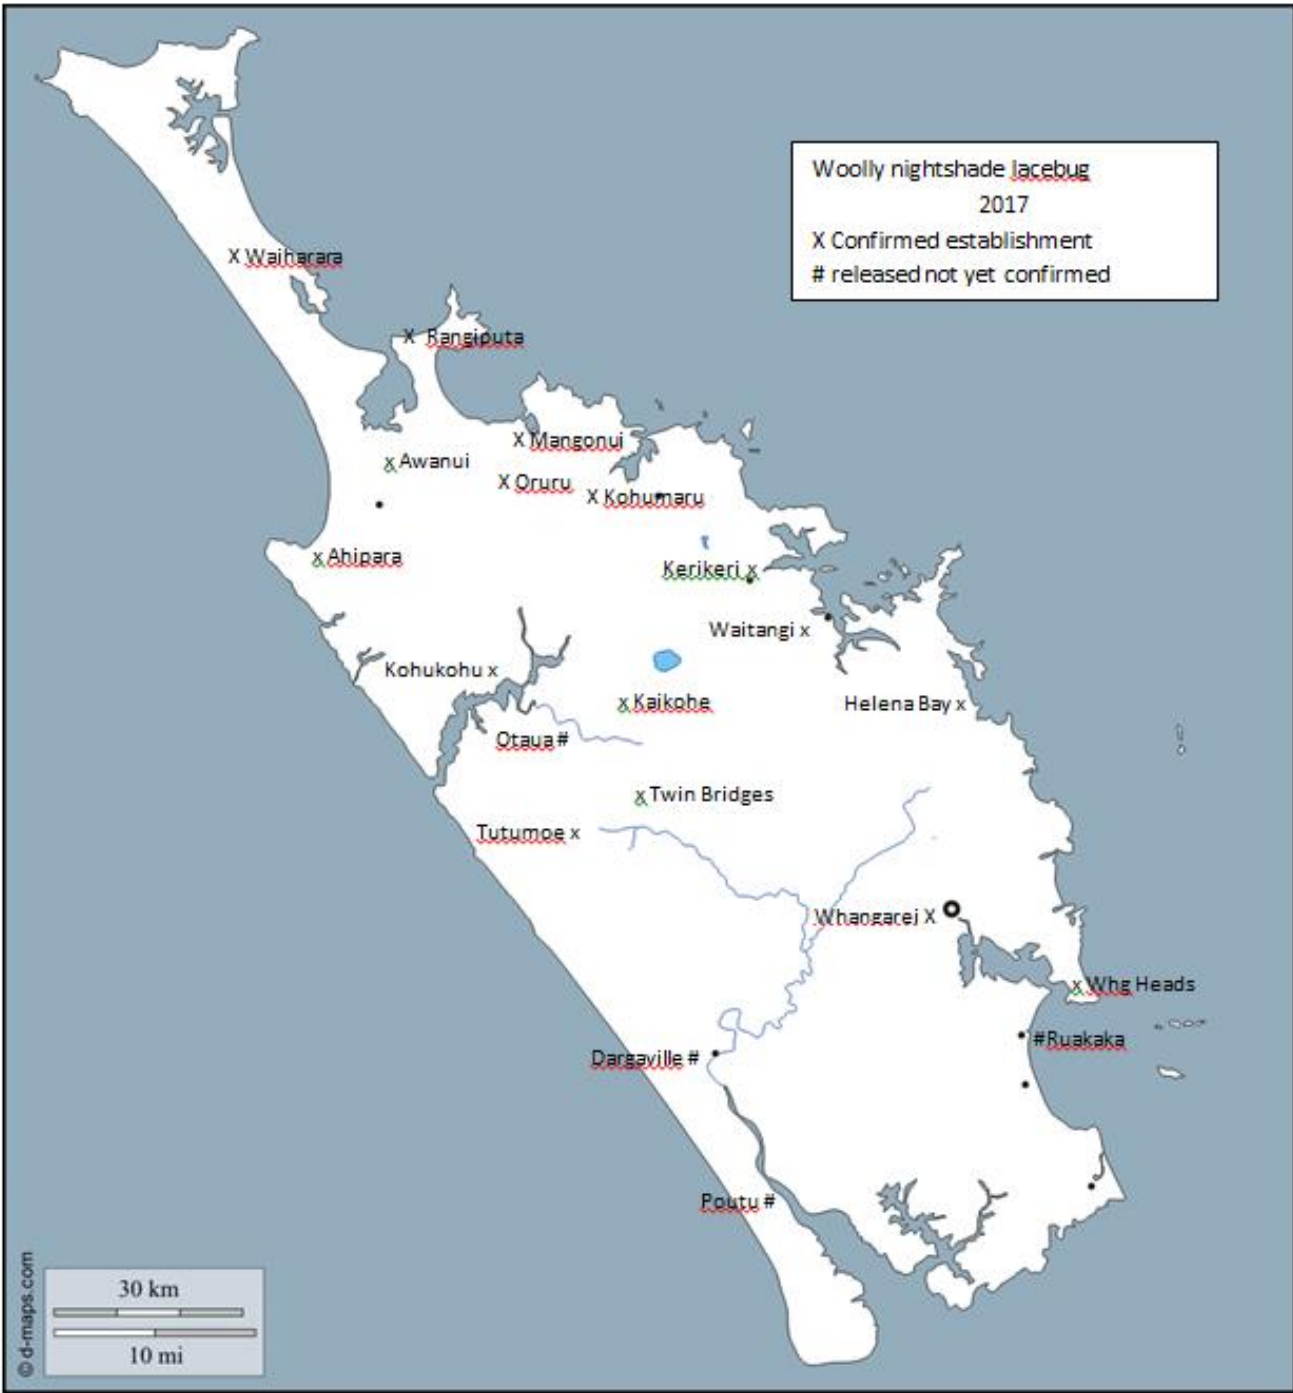 Woolly nightshade lacebug
2017
X Confirmed establishment
# released not yet confirmed
X Waiharara
X Rangiputa
X Mangonui
x Awanui
X Oruru
X Kohumaru
x Ahipara
Kerikeri x
Waitangi x
Kohukohu x
x Kaikohe
Helena Bay x
Otaua #
x Twin Bridges
Tutumoe x
Whangarei X
x Whg Heads
#Ruakaka
Dargaville #
Poutu #
© d-maps.com
30 km
10 mi